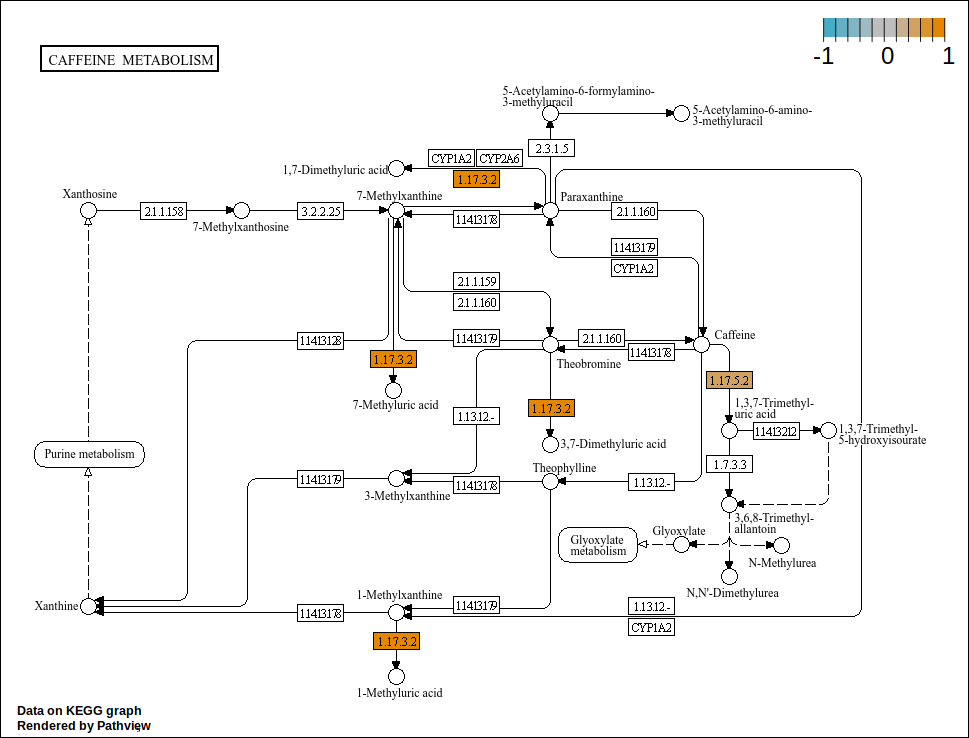 -1 0 1
CAFFEINE METABOLISM
5-Acetylamino-6-formylamino-
3-methyluracil
5-Acetylamino-6-amino-
3-methyluracil
2.3.1.5
CYP1A2 CYP2A6
1,7-Dimethyluric acid
1.17.3.2
Xanthosine
7-Methylxanthine
Paraxanthine
2.1.1.158
3.2.2.25
1.14.13.178
2.1.1.160
7-Methylxanthosine
1.14.13.179
CYP1A2
2.1.1.159
2.1.1.160
1.14.13.128
1.14.13.179
2.1.1.160
Caffeine
1.14.13.178
1.17.3.2
Theobromine
1.17.5.2
7-Methyluric acid
1.17.3.2
1,3,7-Trimethyl-
uric acid
1.13.12.-
1.14.13.212
1,3,7-Trimethyl-
5-hydroxyisourate
3,7-Dimethyluric acid
Purine metabolism
1.7.3.3
Theophylline
1.14.13.179
1.14.13.178
1.13.12.-
3-Methylxanthine
3,6,8-Trimethyl-
allantoin
Glyoxylate
metabolism
Glyoxylate
N-Methylurea
N,N'-Dimethylurea
Xanthine
1-Methylxanthine
1.14.13.178
1.14.13.179
1.13.12.-
CYP1A2
1.17.3.2
1-Methyluric acid
Data on KEGG graph
Rendered by Pathview